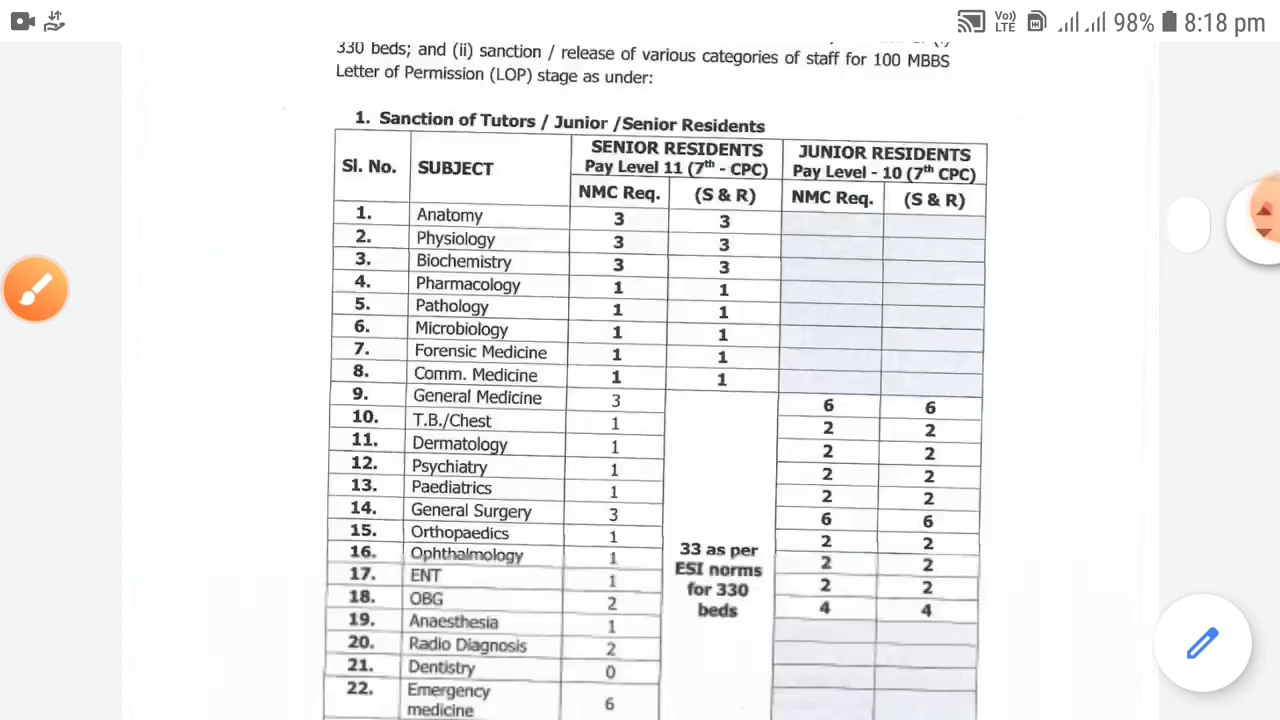 Vo)) LTE 98% 8:18 pm
330 beds; and (ii) sanction / release of various categories of staff for 100 MBBS
Letter of Permission (LOP) stage as under:
1. Sanction of Tutors / Junior /Senior Residents
Sl. No. SUBJECT SENIOR RESIDENTS Pay Level 11 (7th - CPC) JUNIOR RESIDENTS Pay Level - 10 (7th CPC)
NMC Req. (S & R) NMC Req. (S & R)
1. Anatomy 3 3
2. Physiology 3 3
3. Biochemistry 3 3
4. Pharmacology 1 1
5. Pathology 1 1
6. Microbiology 1 1
7. Forensic Medicine 1 1
8. Comm. Medicine 1 1
9. General Medicine 3 6 6
10. T.B./Chest 1 2 2
11. Dermatology 1 2 2
12. Psychiatry 1 2 2
13. Paediatrics 1 2 2
14. General Surgery 3 6 6
15. Orthopaedics 1 2 2
33 as per
16. Ophthalmology 1 2 2
ESI norms
17. ENT 1 2 2
for 330
18. OBG 2 4 4
beds
19. Anaesthesia 1
20. Radio Diagnosis 2
21. Dentistry 0
22. Emergency 6
medicine